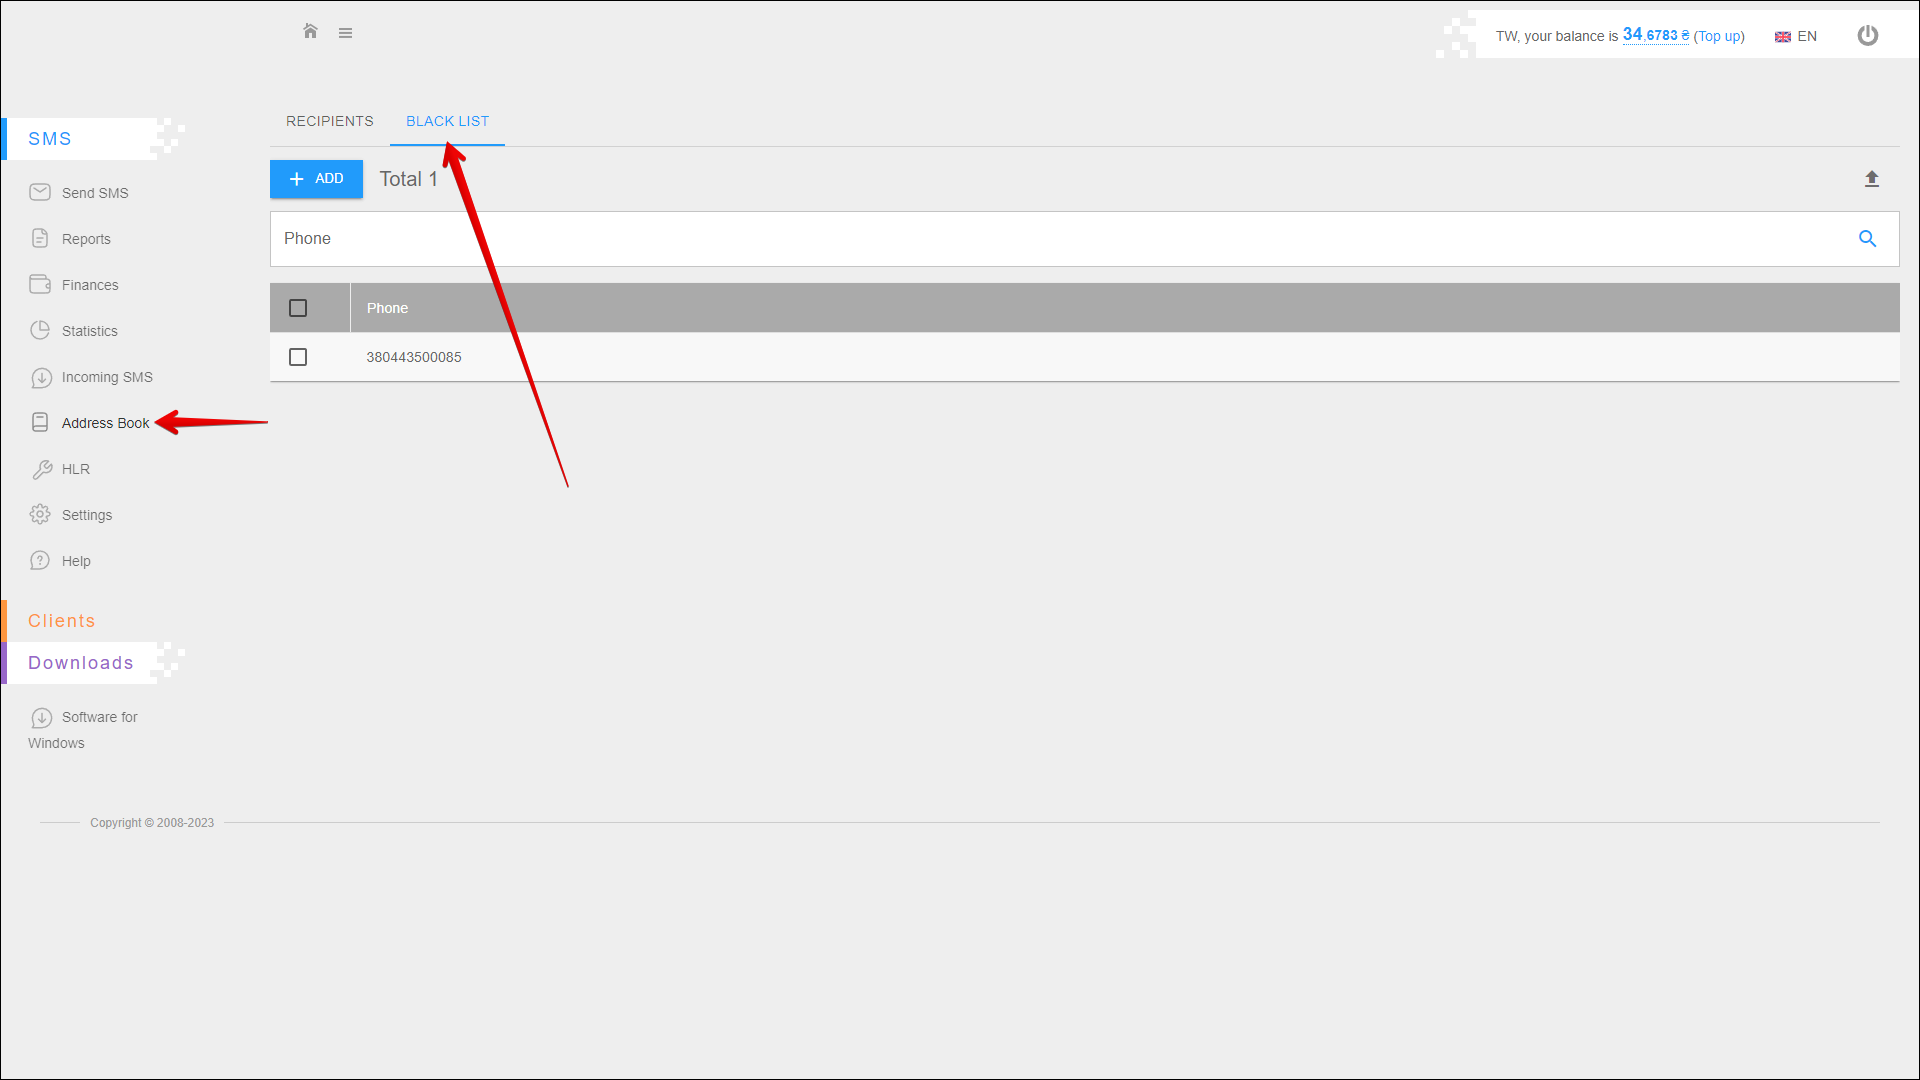 TW, your balance is 34,6783 ₴ (Top up) EN
RECIPIENTS BLACK LIST
SMS
ADD Total 1
Send SMS
Phone
Reports
Finances
Phone
Statistics
380443500085
Incoming SMS
Address Book
HLR
Settings
Help
Clients
Downloads
Software for
Windows
Copyright © 2008-2023